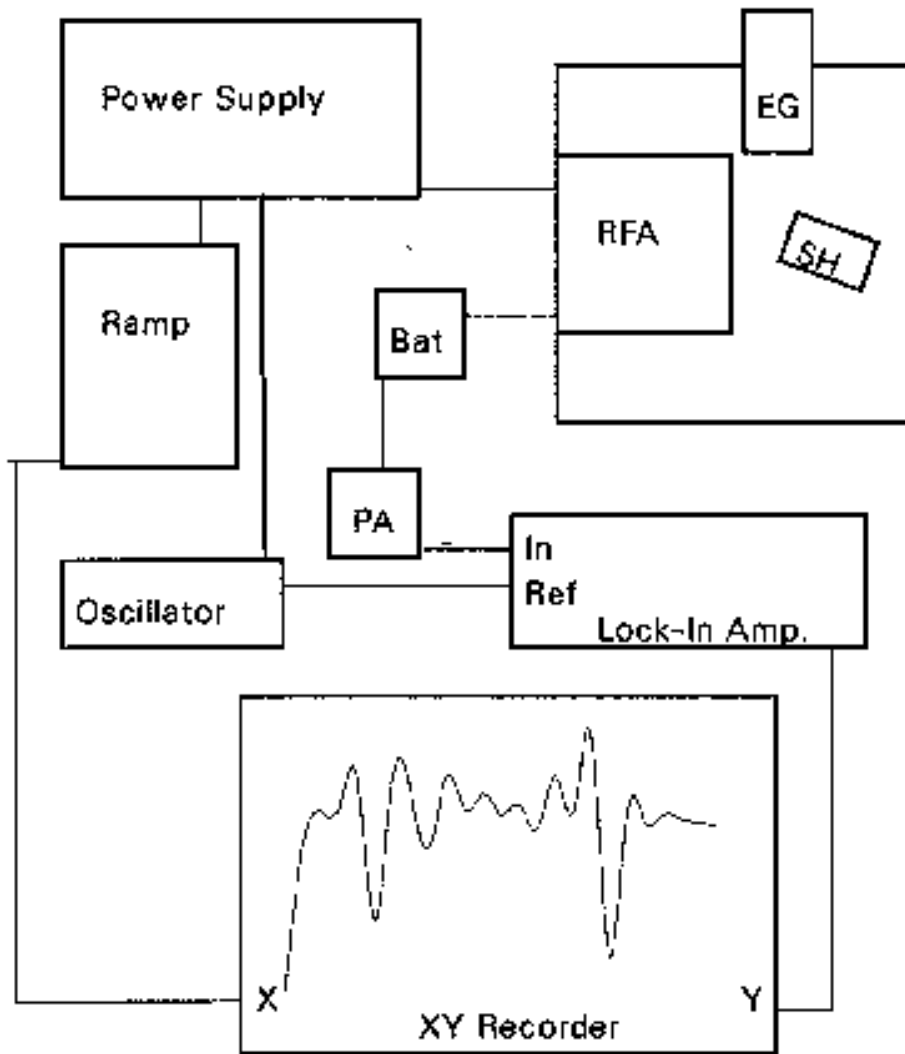 Power Supply
EG
RFA
SH
Ramp
Bat
PA
In
Ref
Oscillator
Lock-In Amp.
X
Y
XY Recorder